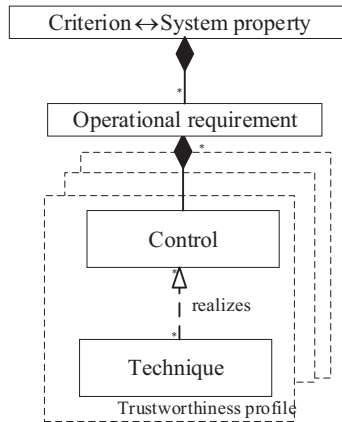 Criterion↔System property
*
Operational requirement
*
Control
*
realizes
*
Technique
Trustworthiness profile